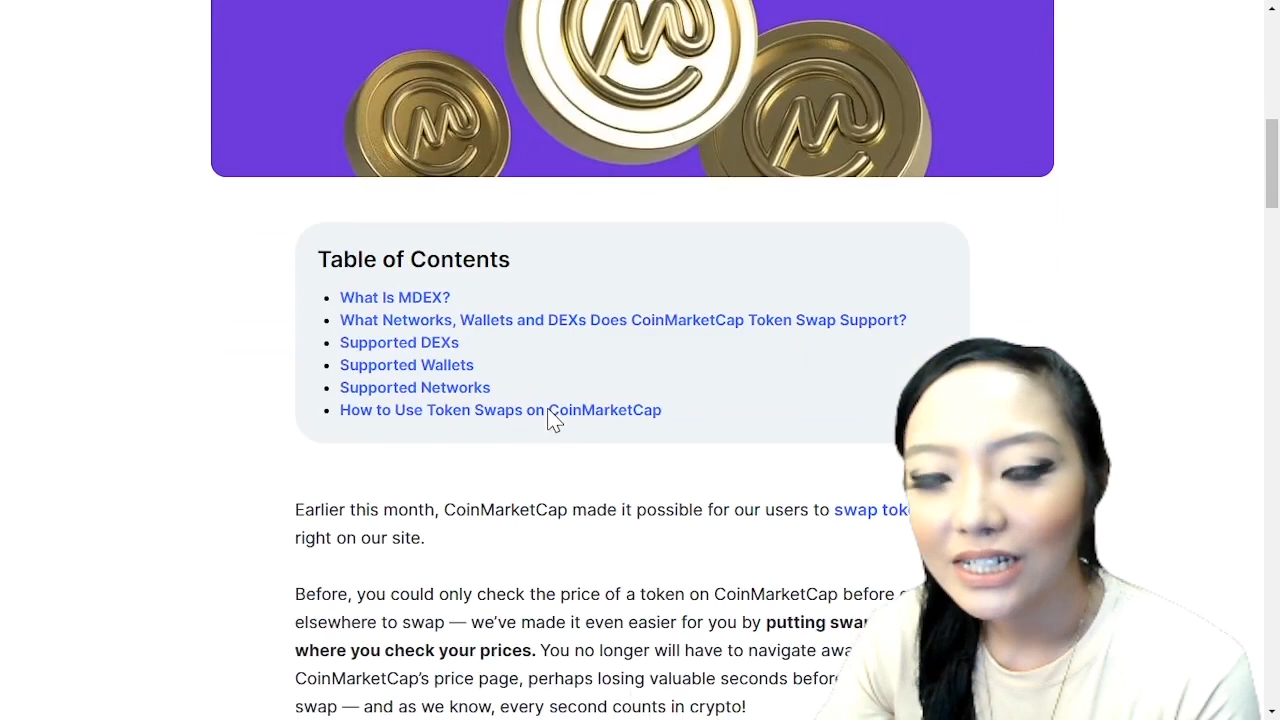 Table of Contents
What Is MDEX?
What Networks, Wallets and DEXs Does CoinMarketCap Token Swap Support?
Supported DEXs
Supported Wallets
Supported Networks
How to Use Token Swaps on CoinMarketCap
Earlier this month, CoinMarketCap made it possible for our users to swap
right on our site.
Before, you could only check the price of a token on CoinMarketCap before
elsewhere to swap — we've made it even easier for you by putting
where you check your prices. You no longer will have to navigate
CoinMarketCap's price page, perhaps losing valuable seconds
swap — and as we know, every second counts in crypto!